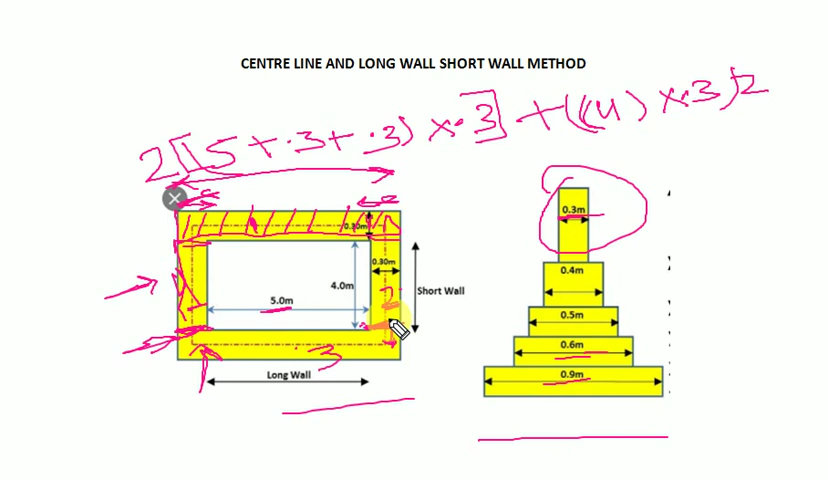 CENTRE LINE AND LONG WALL SHORT WALL METHOD
2[(5+.3+.3)×.3]+((4)×.3)2
0.3m
0.30m
0.30m
0.4m
4.0m
Short Wall
5.0m
0.5m
0.6m
.3
Long Wall
0.9m